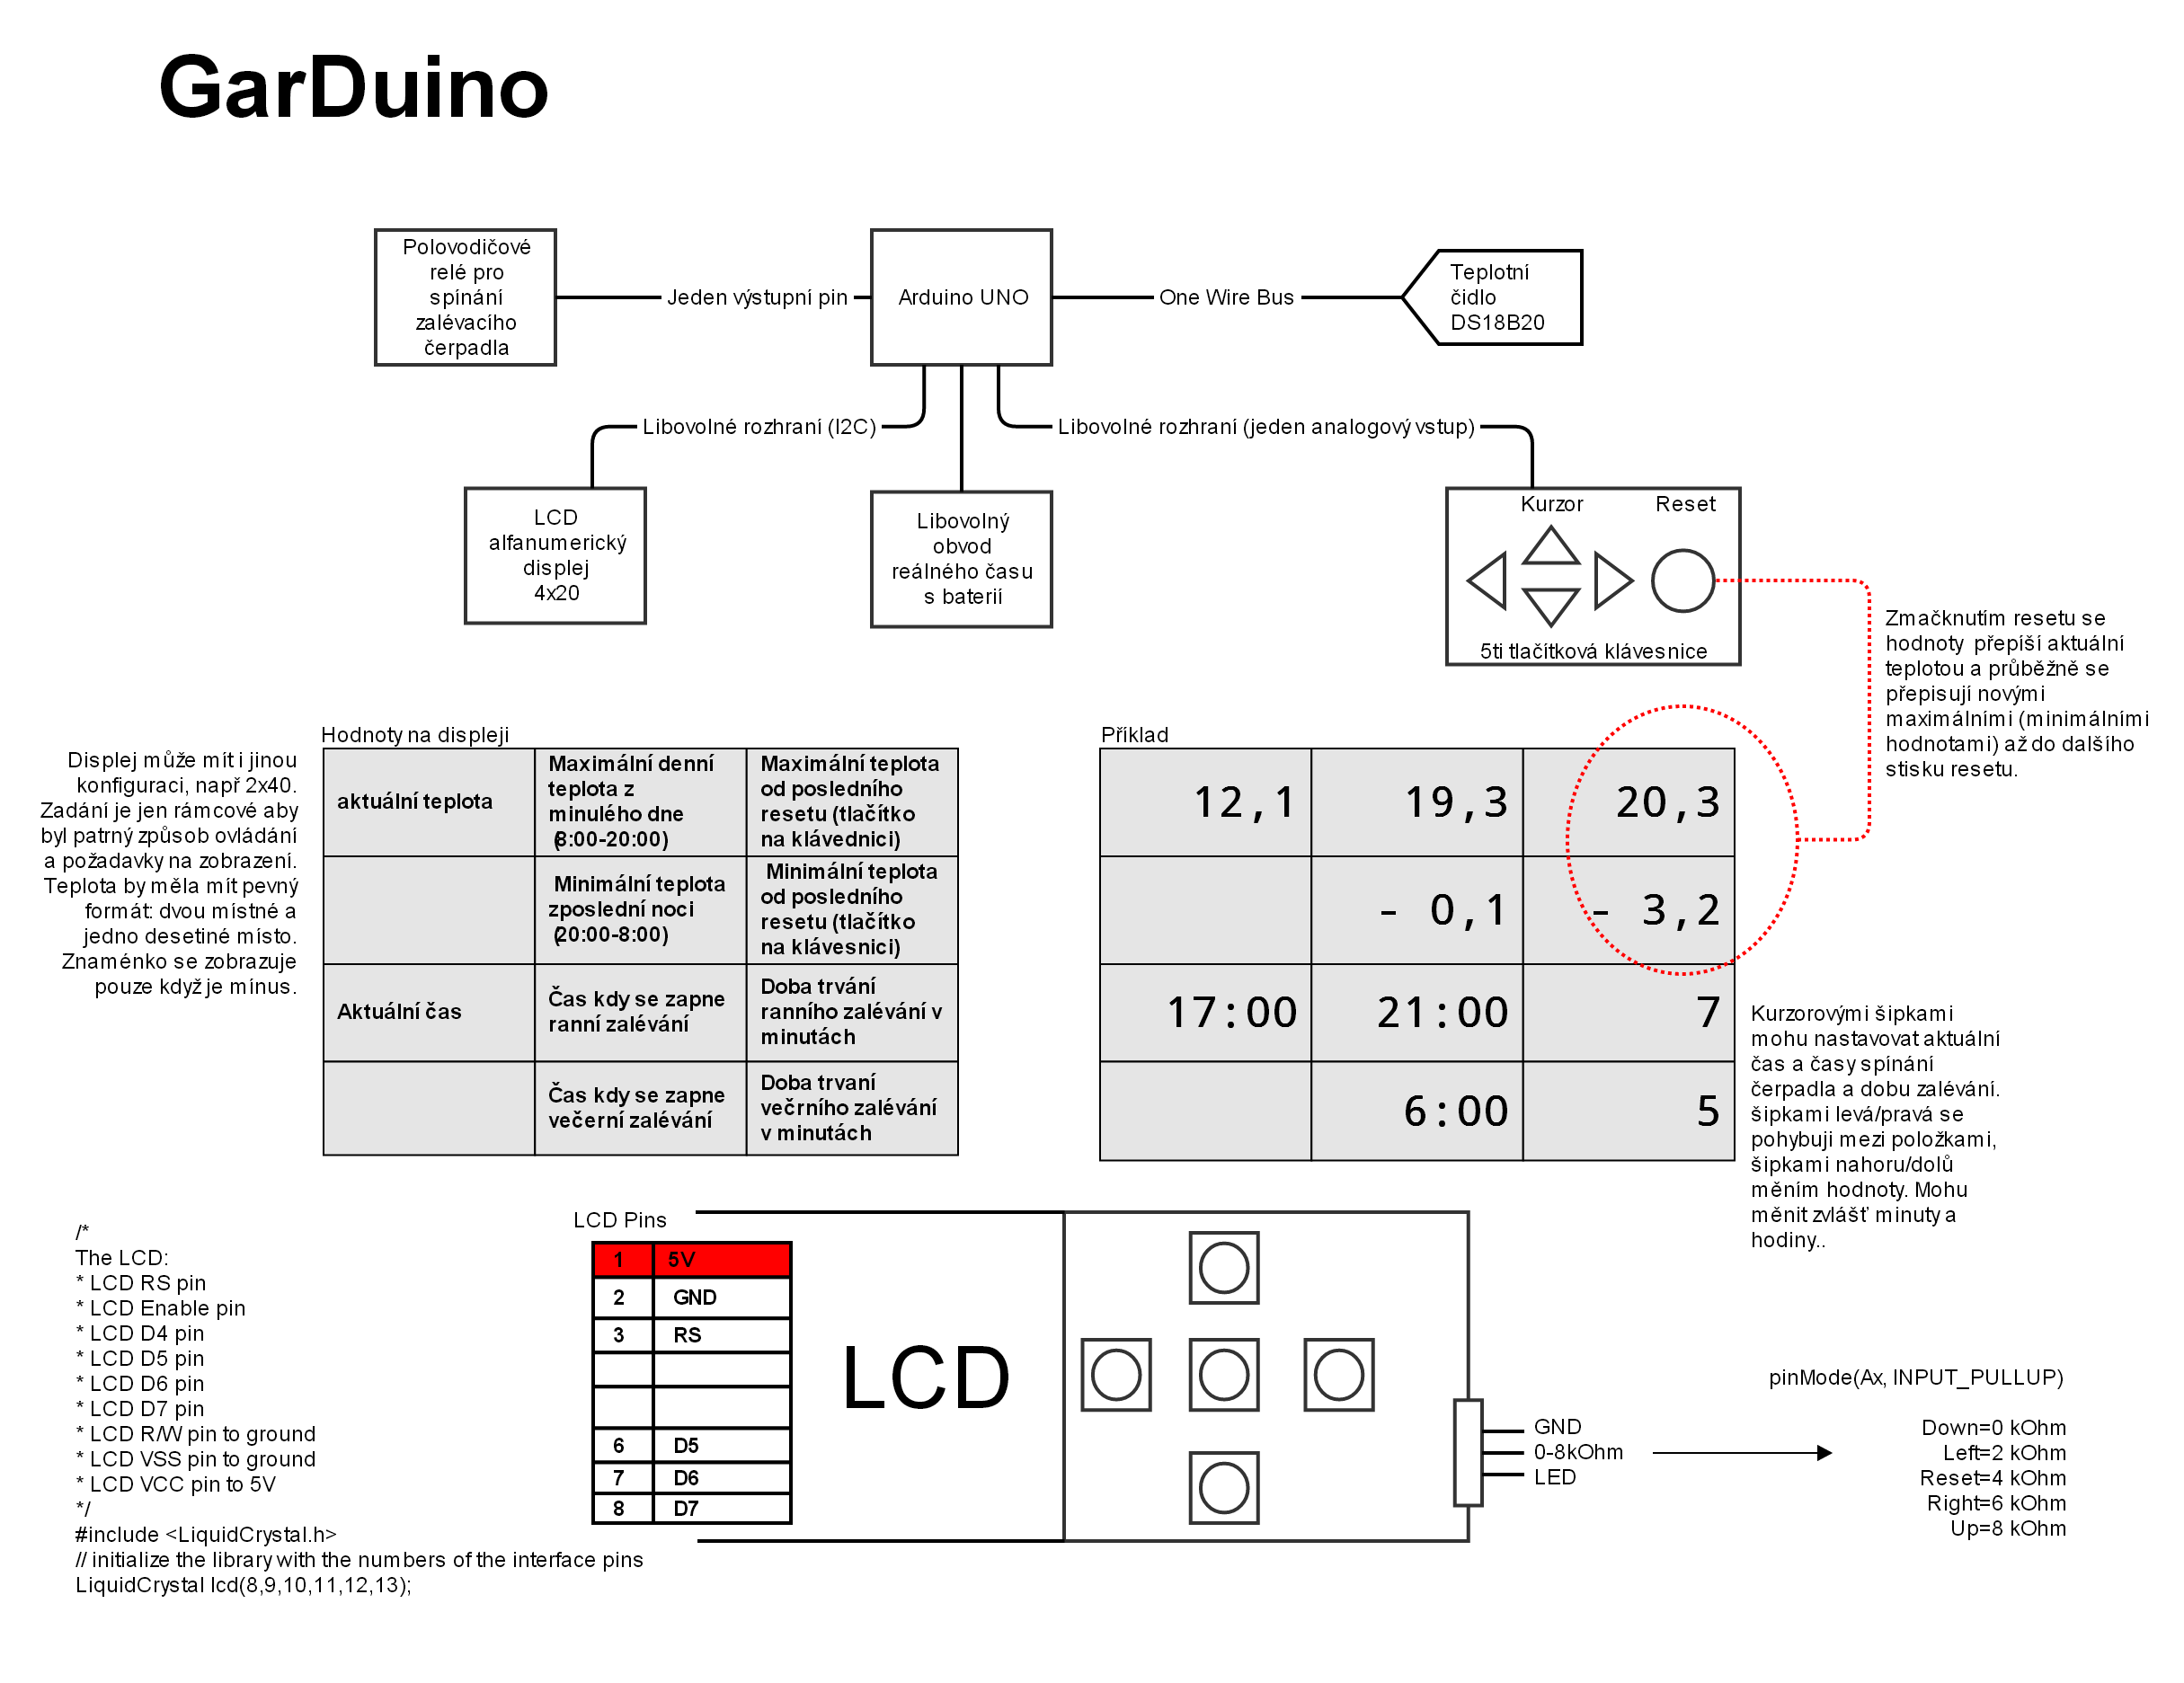 GarDuino
Polovodičové
relé pro
spínání
zalévacího
čerpadla
Jeden výstupní pin
Arduino UNO
One Wire Bus
Teplotní
čidlo
DS18B20
Libovolné rozhraní (I2C)
Libovolné rozhraní (jeden analogový vstup)
LCD
alfanumerický
displej
4x20
Libovolný
obvod
reálného času
s baterií
Kurzor
Reset
5ti tlačítková klávesnice
Zmačknutím resetu se
hodnoty přepíší aktuální
teplotou a průběžně se
přepisují novými
maximálními (minimálními
hodnotami) až do dalšího
stisku resetu.
Displej může mít i jinou
konfiguraci, např 2x40.
Zadání je jen rámcové aby
byl patrný způsob ovládání
a požadavky na zobrazení.
Teplota by měla mít pevný
formát: dvou místné a
jedno desetiné místo.
Znaménko se zobrazuje
pouze když je mínus.
Hodnoty na displeji
aktuální teplota
Maximální denní
teplota z
minulého dne
(8:00-20:00)
Maximální teplota
od posledního
resetu (tlačítko
na klávednici)
Minimální teplota
zposlední noci
(20:00-8:00)
Minimální teplota
od posledního
resetu (tlačítko
na klávesnici)
Aktuální čas
Čas kdy se zapne
ranní zalévání
Doba trvání
ranního zalévání v
minutách
Čas kdy se zapne
večerní zalévání
Doba trvaní
večrního zalévání
v minutách
Příklad
12,1
19,3
20,3
- 0,1
- 3,2
17:00
21:00
7
6:00
5
Kurzorovými šipkami
mohu nastavovat aktuální
čas a časy spínání
čerpadla a dobu zalévání.
šipkami levá/pravá se
pohybuji mezi položkami,
šipkami nahoru/dolů
měním hodnoty. Mohu
měnit zvlášť minuty a
hodiny..
/*
The LCD:
* LCD RS pin
* LCD Enable pin
* LCD D4 pin
* LCD D5 pin
* LCD D6 pin
* LCD D7 pin
* LCD R/W pin to ground
* LCD VSS pin to ground
* LCD VCC pin to 5V
*/
#include <LiquidCrystal.h>
// initialize the library with the numbers of the interface pins
LiquidCrystal lcd(8,9,10,11,12,13);
LCD Pins
1 5V
2 GND
3 RS
6 D5
7 D6
8 D7
LCD
GND
0-8kOhm
LED
pinMode(Ax, INPUT_PULLUP)
Down=0 kOhm
Left=2 kOhm
Reset=4 kOhm
Right=6 kOhm
Up=8 kOhm